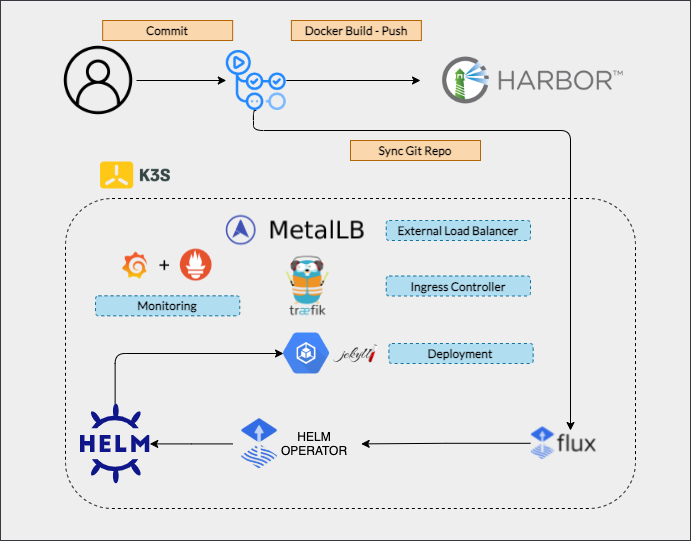 Commit
Docker Build - Push
HARBOR™
Sync Git Repo
K3S
MetalLB
External Load Balancer
+
Monitoring
træfik
Ingress Controller
jekyll
Deployment
HELM
HELM
OPERATOR
flux